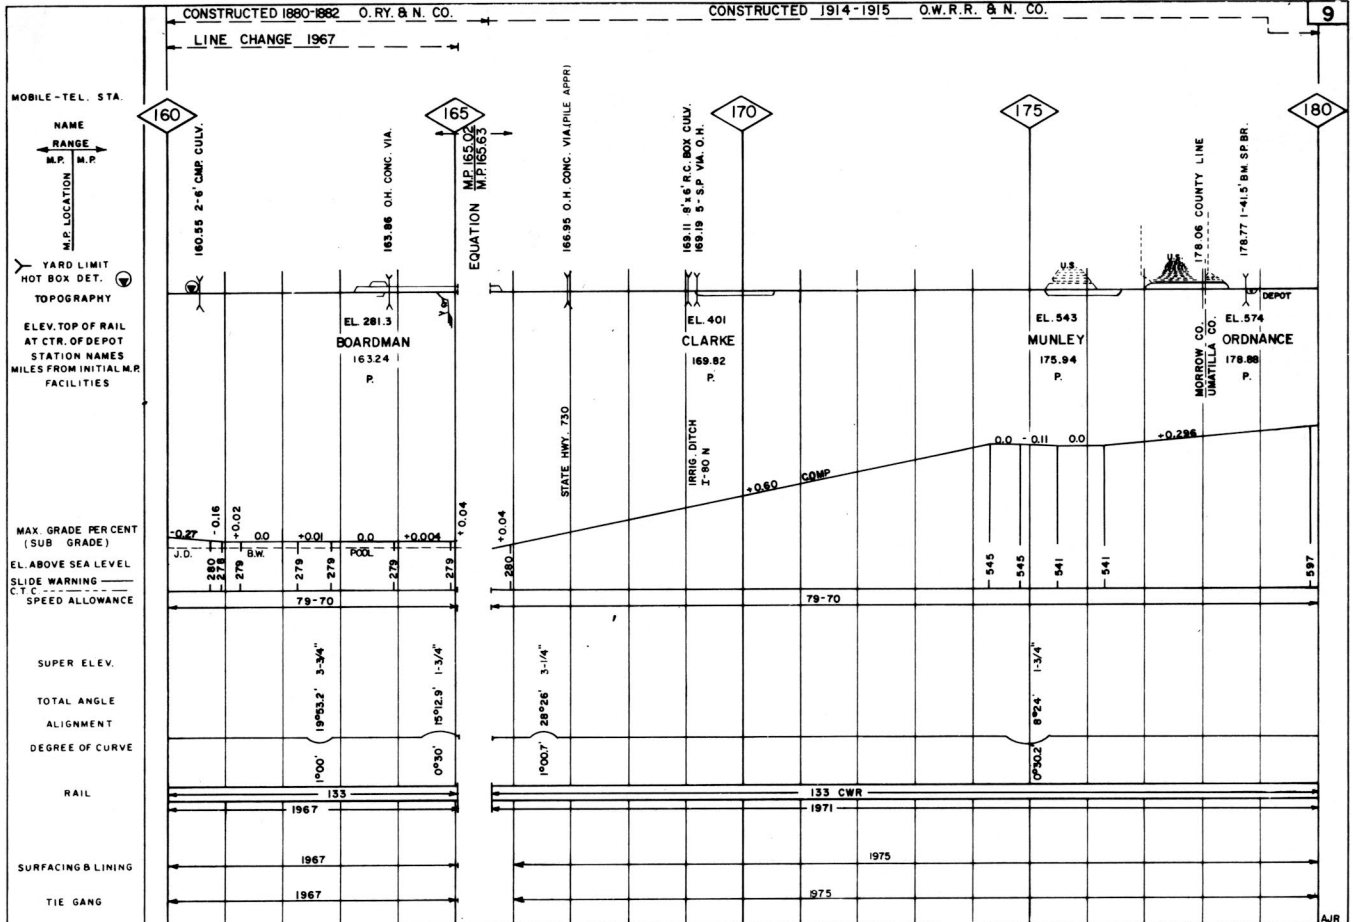 CONSTRUCTED 1880-1882 O. RY. & N. CO.
CONSTRUCTED 1914-1915 O.W.R.R. & N. CO.
9
LINE CHANGE 1967
MOBILE-TEL. STA.
NAME
RANGE
M.P. M.P.
M.P. LOCATION
YARD LIMIT
HOT BOX DET.
TOPOGRAPHY
ELEV. TOP OF RAIL
AT CTR. OF DEPOT
STATION NAMES
MILES FROM INITIAL M.P.
FACILITIES
MAX. GRADE PER CENT
(SUB GRADE)
EL. ABOVE SEA LEVEL
SLIDE WARNING
C.T.C.
SPEED ALLOWANCE
SUPER ELEV.
TOTAL ANGLE
ALIGNMENT
DEGREE OF CURVE
RAIL
SURFACING & LINING
TIE GANG
160
165
170
175
180
160.55 2-6' C.M.P. CULV.
163.86 O.H. CONC. VIA.
EQUATION M.P. 165.02
M.P. 165.63
166.95 O.H. CONC. VIA.(PILE APPR)
169.11 8'x6' R.C. BOX CULV.
169.19 5-S.P. VIA. O.H.
178.06 COUNTY LINE
178.77 1-41.5' BM. SP. BR.
Y
U.S.
U.S.
DEPOT
EL. 281.3
BOARDMAN
163.24
P.
EL. 401
CLARKE
169.82
P.
EL. 543
MUNLEY
175.94
P.
MORROW CO.
UMATILLA CO.
EL. 574
ORDNANCE
178.88
P.
STATE HWY. 730
IRRIG. DITCH
I-80 N
-0.27
-0.16
+0.02
0.0
+0.01
0.0
+0.004
+0.04
+0.04
+0.60
COMP
0.0
-0.11
0.0
+0.296
J.D.
B.W.
POOL
280
278
279
279
279
279
279
280
545
545
541
541
597
79-70
79-70
19°53.2' 3-3/4"
15°12.9' 1-3/4"
28°26' 3-1/4"
8°24' 1-3/4"
1°00'
0°30'
1°00.7'
0°30.2'
133
133 CWR
1967
1971
1967
1975
1967
1975
AJR